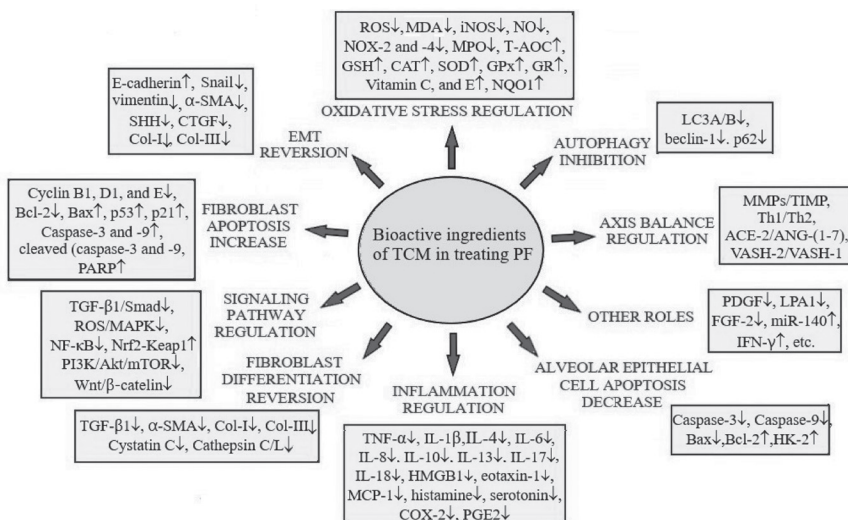 ROS↓, MDA↓, iNOS↓, NO↓,
NOX-2 and -4↓, MPO↓, T-AOC↑,
GSH↑, CAT↑, SOD↑, GPx↑, GR↑,
Vitamin C, and E↑, NQO1↑
OXIDATIVE STRESS REGULATION
E-cadherin↑, Snail↓,
vimentin↓, α-SMA↓,
SHH↓, CTGF↓,
Col-I↓, Col-III↓
EMT
REVERSION
LC3A/B↓,
beclin-1↓. p62↓
AUTOPHAGY
INHIBITION
Cyclin B1, D1, and E↓,
Bcl-2↓, Bax↑, p53↑, p21↑,
Caspase-3 and -9↑,
cleaved (caspase-3 and -9,
PARP↑
FIBROBLAST
APOPTOSIS
INCREASE
Bioactive ingredients
of TCM in treating PF
AXIS BALANCE
REGULATION
MMPs/TIMP,
Th1/Th2,
ACE-2/ANG-(1-7),
VASH-2/VASH-1
TGF-β1/Smad↓,
ROS/MAPK↓,
NF-κB↓, Nrf2-Keap1↑
PI3K/Akt/mTOR↓,
Wnt/β-catelin↓
SIGNALING
PATHWAY
REGULATION
OTHER ROLES
PDGF↓, LPA1↓,
FGF-2↓, miR-140↑,
IFN-γ↑, etc.
FIBROBLAST
DIFFERENTIATION
REVERSION
TGF-β1↓, α-SMA↓, Col-I↓, Col-III↓
Cystatin C↓, Cathepsin C/L↓
INFLAMMATION
REGULATION
TNF-α↓, IL-1β,IL-4↓, IL-6↓,
IL-8↓. IL-10↓. IL-13↓. IL-17↓,
IL-18↓, HMGB1↓, eotaxin-1↓,
MCP-1↓, histamine↓, serotonin↓,
COX-2↓, PGE2↓
ALVEOLAR EPITHELIAL
CELL APOPTOSIS
DECREASE
Caspase-3↓, Caspase-9↓,
Bax↓,Bcl-2↑,HK-2↑